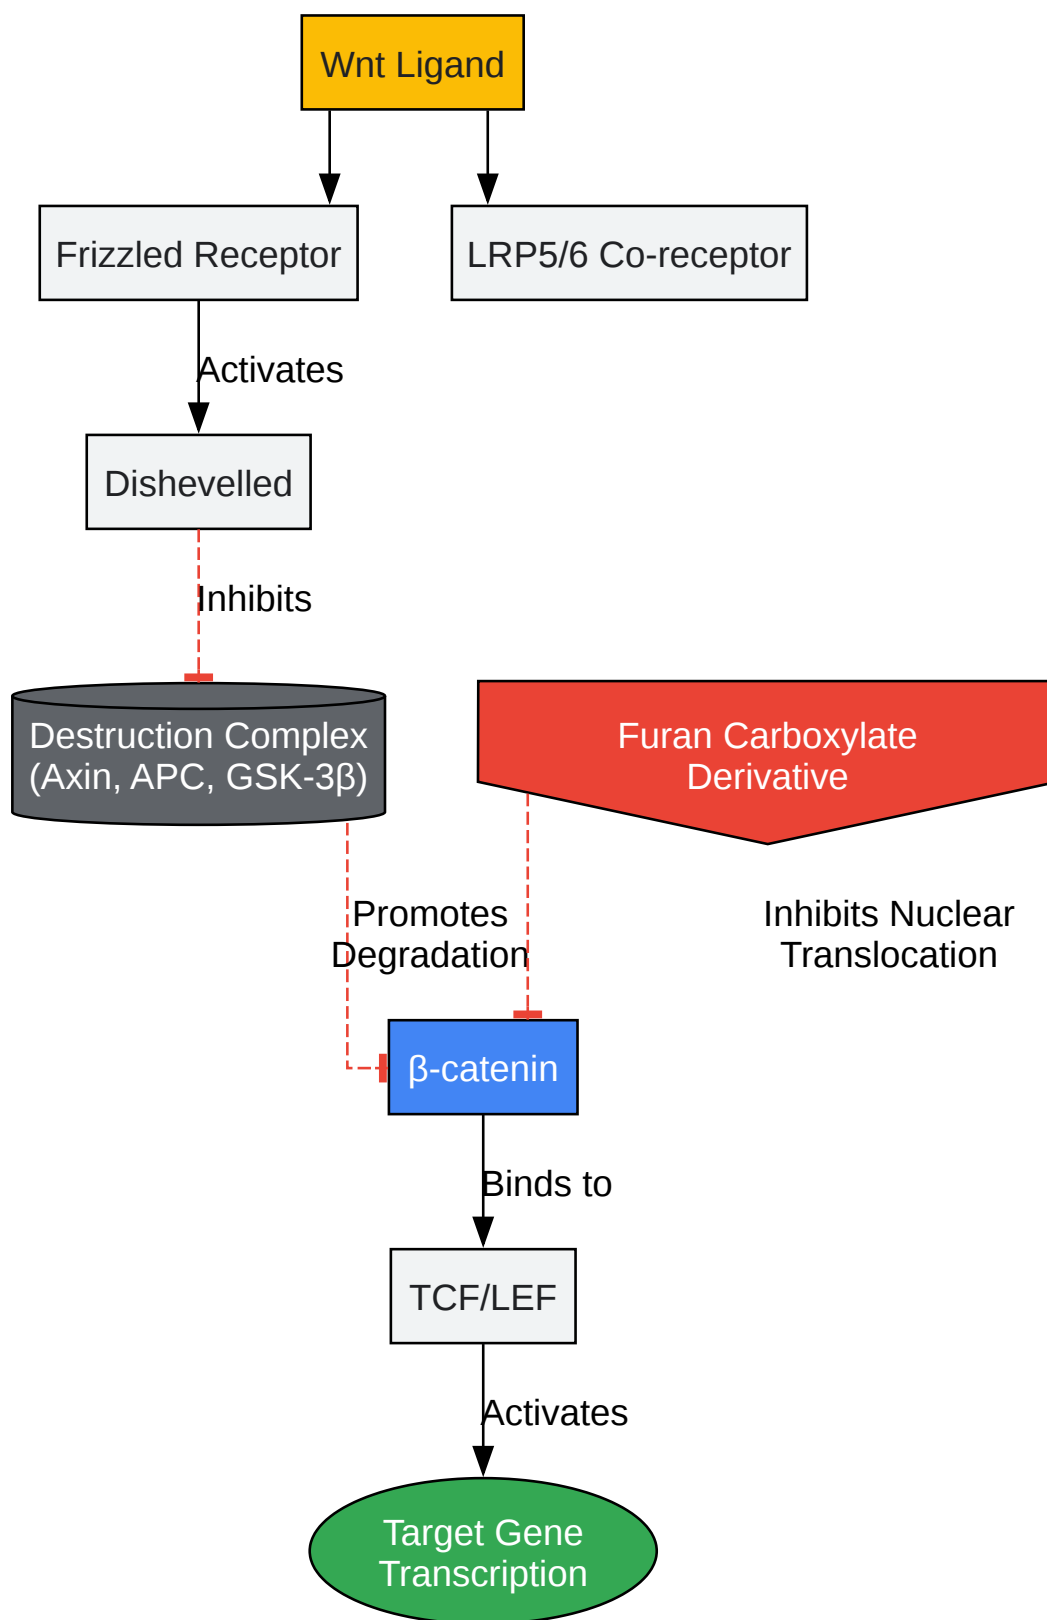 Wnt Ligand
Frizzled Receptor
LRP5/6 Co-receptor
Activates
Dishevelled
Inhibits
Destruction Complex
(Axin, APC, GSK-3β)
Furan Carboxylate
Derivative
Promotes
Degradation
Inhibits Nuclear
Translocation
β-catenin
Binds to
TCF/LEF
Activates
Target Gene
Transcription